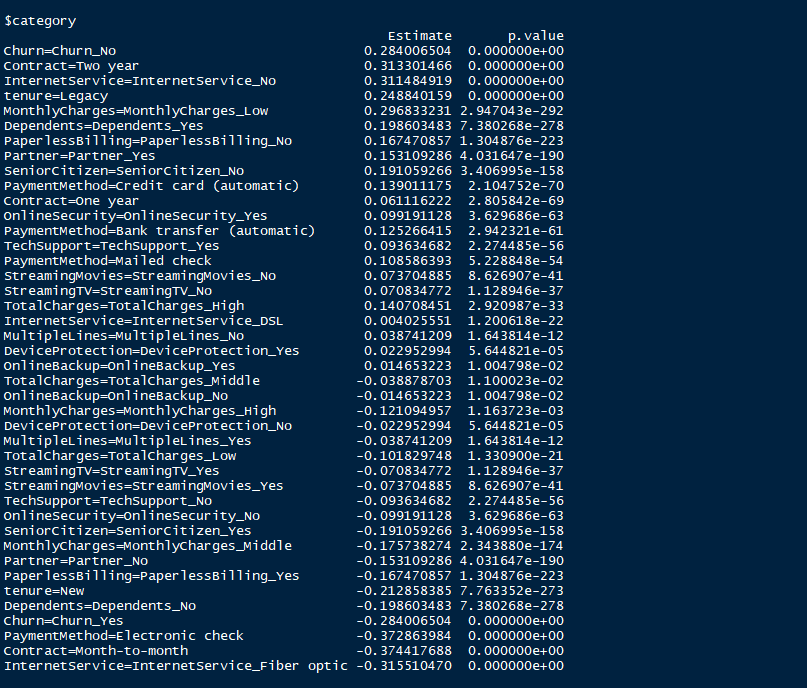 $category
Estimate p.value
Churn=Churn_No 0.284006504 0.000000e+00
Contract=Two year 0.313301466 0.000000e+00
InternetService=InternetService_No 0.311484919 0.000000e+00
tenure=Legacy 0.248840159 0.000000e+00
MonthlyCharges=MonthlyCharges_Low 0.296833231 2.947043e-292
Dependents=Dependents_Yes 0.198603483 7.380268e-278
PaperlessBilling=PaperlessBilling_No 0.167470857 1.304876e-223
Partner=Partner_Yes 0.153109286 4.031647e-190
SeniorCitizen=SeniorCitizen_No 0.191059266 3.406995e-158
PaymentMethod=Credit card (automatic) 0.139011175 2.104752e-70
Contract=One year 0.061116222 2.805842e-69
OnlineSecurity=OnlineSecurity_Yes 0.099191128 3.629686e-63
PaymentMethod=Bank transfer (automatic) 0.125266415 2.942321e-61
TechSupport=TechSupport_Yes 0.093634682 2.274485e-56
PaymentMethod=Mailed check 0.108586393 5.228848e-54
StreamingMovies=StreamingMovies_No 0.073704885 8.626907e-41
StreamingTV=StreamingTV_No 0.070834772 1.128946e-37
TotalCharges=TotalCharges_High 0.140708451 2.920987e-33
InternetService=InternetService_DSL 0.004025551 1.200618e-22
MultipleLines=MultipleLines_No 0.038741209 1.643814e-12
DeviceProtection=DeviceProtection_Yes 0.022952994 5.644821e-05
OnlineBackup=OnlineBackup_Yes 0.014653223 1.004798e-02
TotalCharges=TotalCharges_Middle -0.038878703 1.100023e-02
OnlineBackup=OnlineBackup_No -0.014653223 1.004798e-02
MonthlyCharges=MonthlyCharges_High -0.121094957 1.163723e-03
DeviceProtection=DeviceProtection_No -0.022952994 5.644821e-05
MultipleLines=MultipleLines_Yes -0.038741209 1.643814e-12
TotalCharges=TotalCharges_Low -0.101829748 1.330900e-21
StreamingTV=StreamingTV_Yes -0.070834772 1.128946e-37
StreamingMovies=StreamingMovies_Yes -0.073704885 8.626907e-41
TechSupport=TechSupport_No -0.093634682 2.274485e-56
OnlineSecurity=OnlineSecurity_No -0.099191128 3.629686e-63
SeniorCitizen=SeniorCitizen_Yes -0.191059266 3.406995e-158
MonthlyCharges=MonthlyCharges_Middle -0.175738274 2.343880e-174
Partner=Partner_No -0.153109286 4.031647e-190
PaperlessBilling=PaperlessBilling_Yes -0.167470857 1.304876e-223
tenure=New -0.212858385 7.763352e-273
Dependents=Dependents_No -0.198603483 7.380268e-278
Churn=Churn_Yes -0.284006504 0.000000e+00
PaymentMethod=Electronic check -0.372863984 0.000000e+00
Contract=Month-to-month -0.374417688 0.000000e+00
InternetService=InternetService_Fiber optic -0.315510470 0.000000e+00